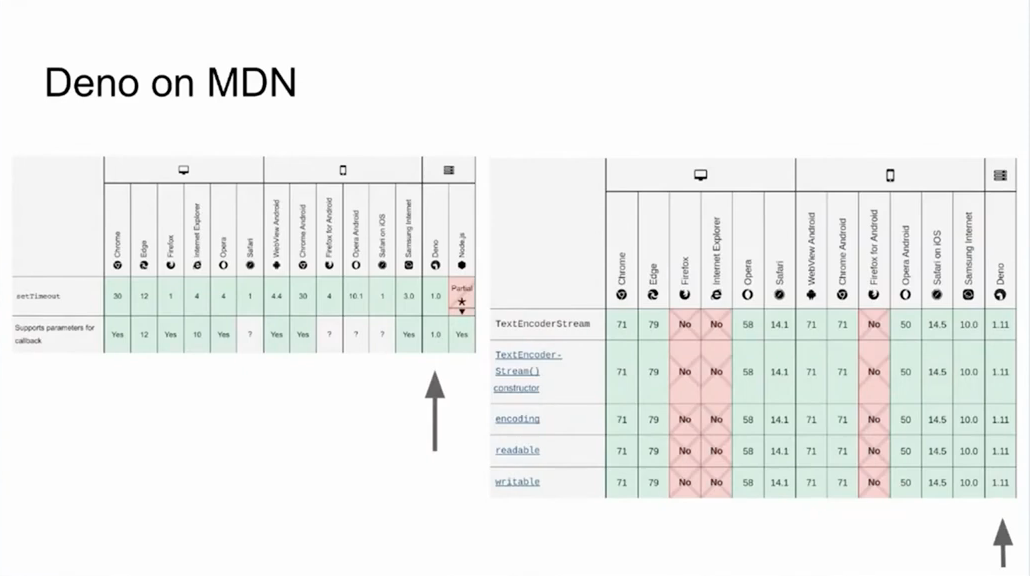 Deno on MDN
Chrome Edge Firefox Internet Explorer Opera Safari WebView Android Chrome Android Firefox for Android Opera Android Safari on iOS Samsung Internet Deno Node.js
setTimeout 30 12 1 4 4 1 4.4 30 4 10.1 1 3.0 1.0 Partial
Supports parameters for
callback Yes 12 Yes 10 Yes ? Yes Yes ? ? ? Yes 1.0 Yes
Chrome Edge Firefox Internet Explorer Opera Safari WebView Android Chrome Android Firefox for Android Opera Android Safari on iOS Samsung Internet Deno
TextEncoderStream 71 79 No No 58 14.1 71 71 No 50 14.5 10.0 1.11
TextEncoder-
Stream() 71 79 No No 58 14.1 71 71 No 50 14.5 10.0 1.11
constructor
encoding 71 79 No No 58 14.1 71 71 No 50 14.5 10.0 1.11
readable 71 79 No No 58 14.1 71 71 No 50 14.5 10.0 1.11
writable 71 79 No No 58 14.1 71 71 No 50 14.5 10.0 1.11